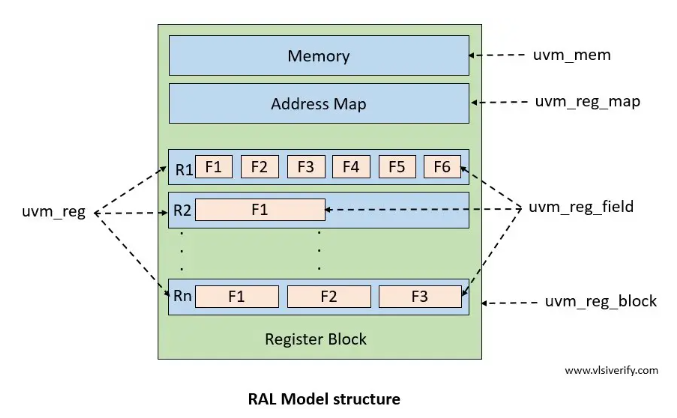 Memory
uvm_mem
Address Map
uvm_reg_map
R1 F1 F2 F3 F4 F5 F6
uvm_reg
R2 F1
uvm_reg_field
Rn F1 F2 F3
uvm_reg_block
Register Block
www.vlsiverify.com
RAL Model structure